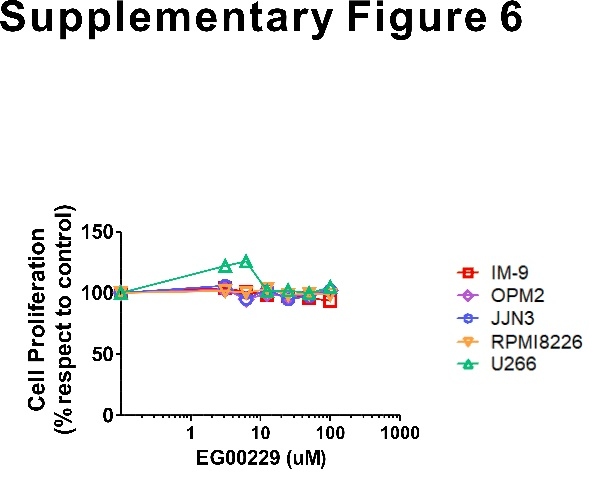 Supplementary Figure 6
Cell Proliferation
(% respect to control)
150
100
50
0
1
10
100
1000
EG00229 (uM)
IM-9
OPM2
JJN3
RPMI8226
U266